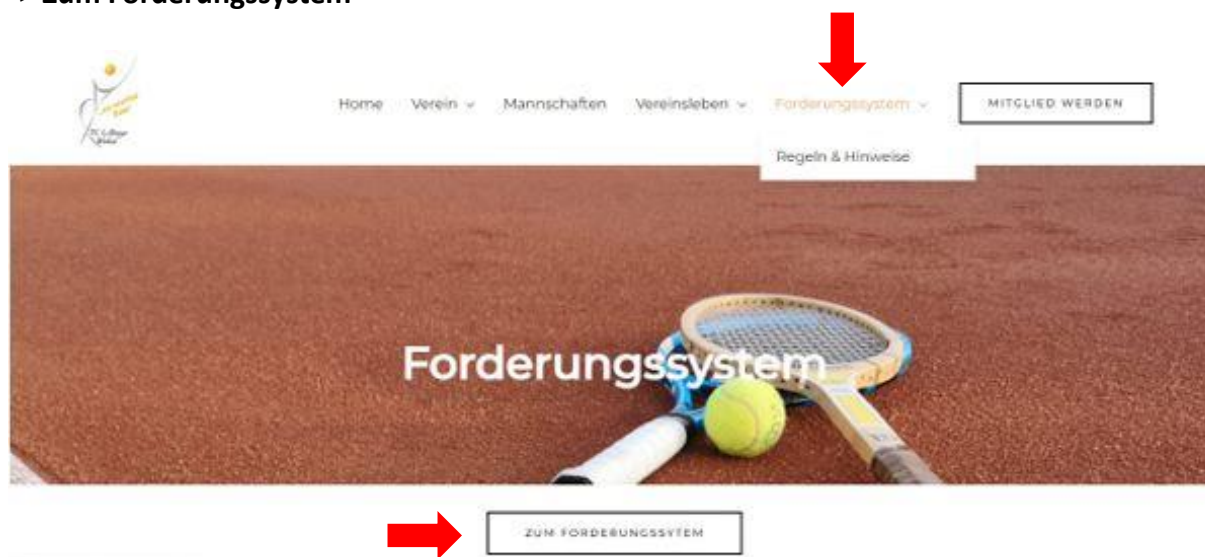 Zum Forderungssystem
Home Verein Mannschaften Vereinsleben Forderungssystem MITGLIED WERDEN
Regeln & Hinweise
Forderungssystem
ZUM FORDERUNGSSYTEM